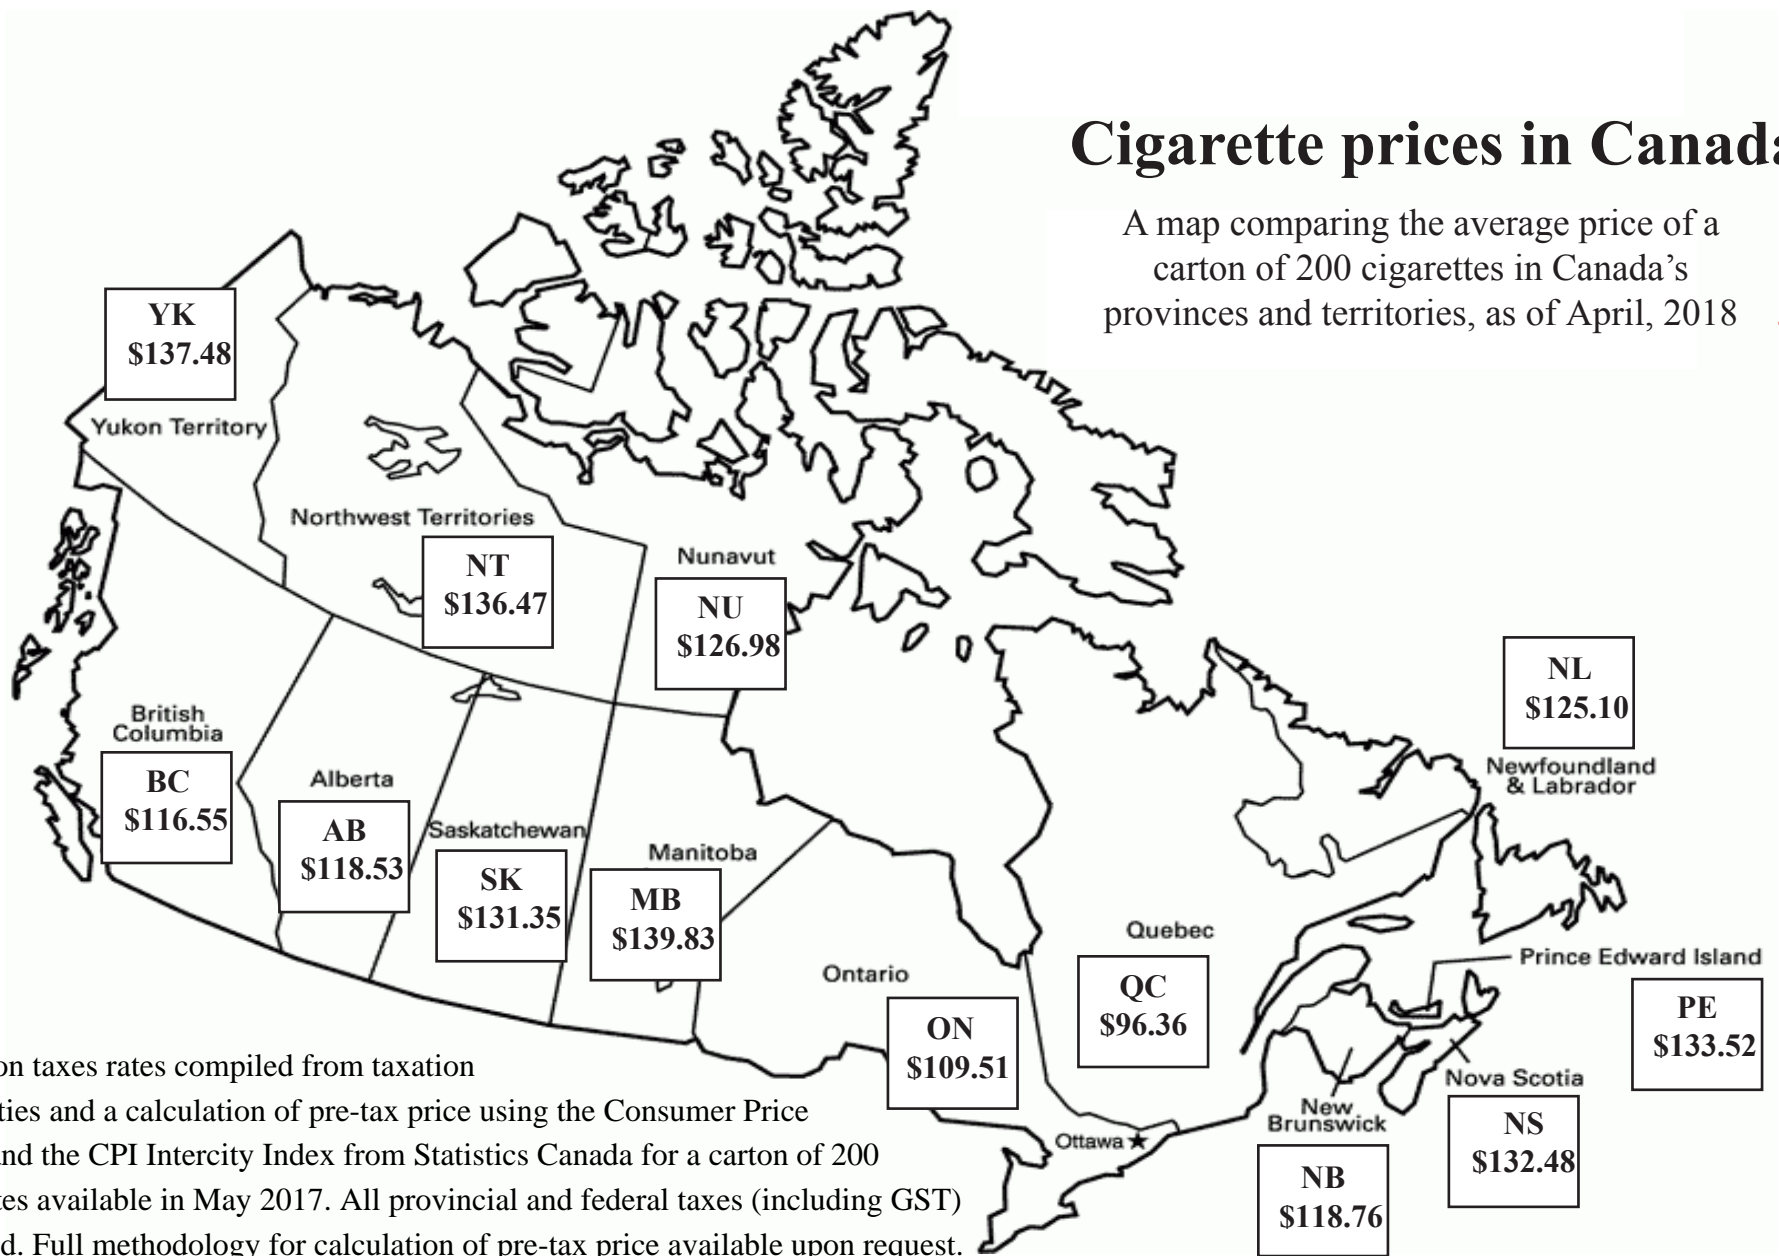 Cigarette prices in Canada
A map comparing the average price of a
carton of 200 cigarettes in Canada’s
provinces and territories, as of April, 2018
YK
$137.48
Yukon Territory
Northwest Territories
NT
$136.47
Nunavut
NU
$126.98
NL
$125.10
Newfoundland
& Labrador
British
Columbia
BC
$116.55
Alberta
AB
$118.53
Saskatchewan
SK
$131.35
Manitoba
MB
$139.83
Ontario
ON
$109.51
Quebec
QC
$96.36
Prince Edward Island
PE
$133.52
Nova Scotia
NS
$132.48
New
Brunswick
NB
$118.76
Ottawa
on taxes rates compiled from taxation
ties and a calculation of pre-tax price using the Consumer Price
nd the CPI Intercity Index from Statistics Canada for a carton of 200
tes available in May 2017. All provincial and federal taxes (including GST)
d. Full methodology for calculation of pre-tax price available upon request.